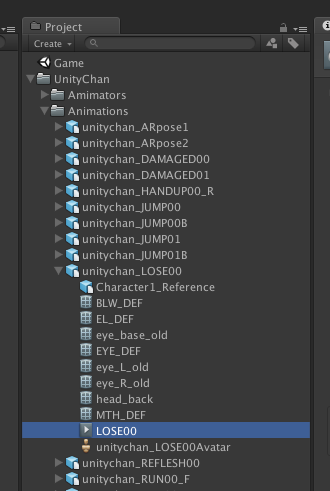 Project
Create
Game
UnityChan
Amimators
Animations
unitychan_ARpose1
unitychan_ARpose2
unitychan_DAMAGED00
unitychan_DAMAGED01
unitychan_HANDUP00_R
unitychan_JUMP00
unitychan_JUMP00B
unitychan_JUMP01
unitychan_JUMP01B
unitychan_LOSE00
Character1_Reference
BLW_DEF
EL_DEF
eye_base_old
EYE_DEF
eye_L_old
eye_R_old
head_back
MTH_DEF
LOSE00
unitychan_LOSE00Avatar
unitychan_REFLESH00
unitychan_RUN00_F